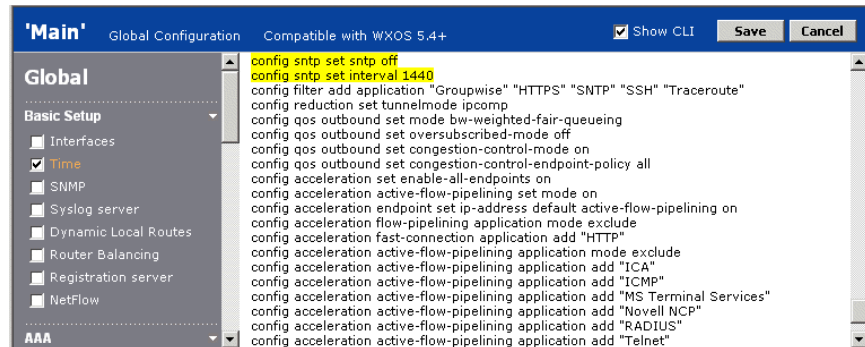 'Main' Global Configuration Compatible with WXOS 5.4+ Show CLI Save Cancel
Global
Basic Setup
Interfaces
Time
SNMP
Syslog server
Dynamic Local Routes
Router Balancing
Registration server
NetFlow
AAA
config sntp set sntp off
config sntp set interval 1440
config filter add application "Groupwise" "HTTPS" "SNTP" "SSH" "Traceroute"
config reduction set tunnelmode ipcomp
config qos outbound set mode bw-weighted-fair-queueing
config qos outbound set oversubscribed-mode off
config qos outbound set congestion-control-mode on
config qos outbound set congestion-control-endpoint-policy all
config acceleration set enable-all-endpoints on
config acceleration active-flow-pipelining set mode on
config acceleration endpoint set ip-address default active-flow-pipelining on
config acceleration flow-pipelining application mode exclude
config acceleration fast-connection application add "HTTP"
config acceleration active-flow-pipelining application mode exclude
config acceleration active-flow-pipelining application add "ICA"
config acceleration active-flow-pipelining application add "ICMP"
config acceleration active-flow-pipelining application add "MS Terminal Services"
config acceleration active-flow-pipelining application add "Novell NCP"
config acceleration active-flow-pipelining application add "RADIUS"
config acceleration active-flow-pipelining application add "Telnet"